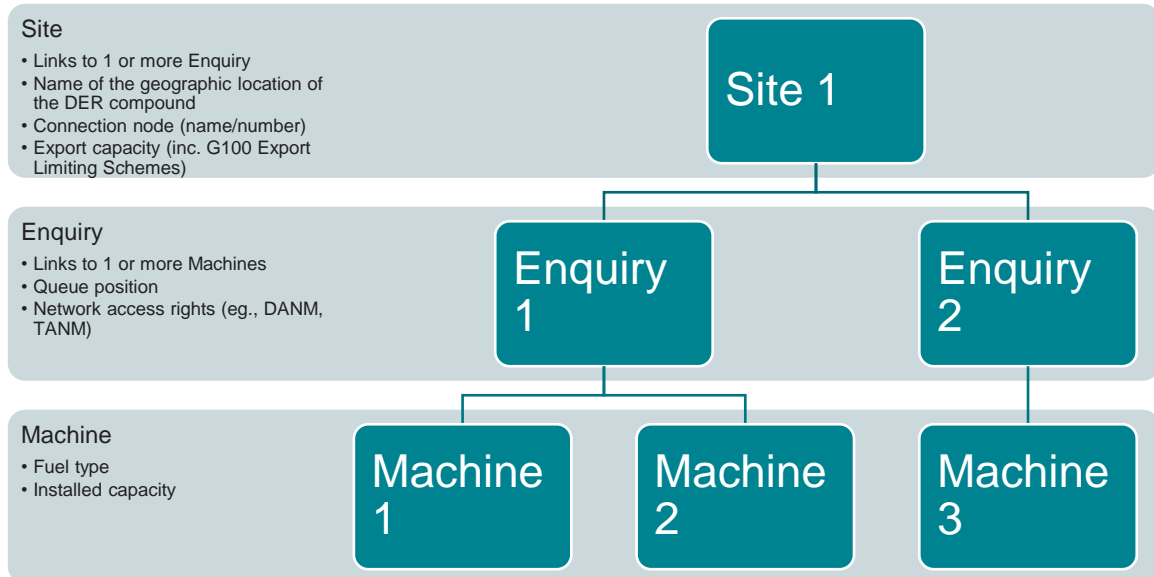 Site
• Links to 1 or more Enquiry
• Name of the geographic location of
the DER compound
• Connection node (name/number)
• Export capacity (inc. G100 Export
Limiting Schemes)
Site 1
Enquiry
• Links to 1 or more Machines
• Queue position
• Network access rights (eg., DANM,
TANM)
Enquiry
1
Enquiry
2
Machine
• Fuel type
• Installed capacity
Machine
1
Machine
2
Machine
3